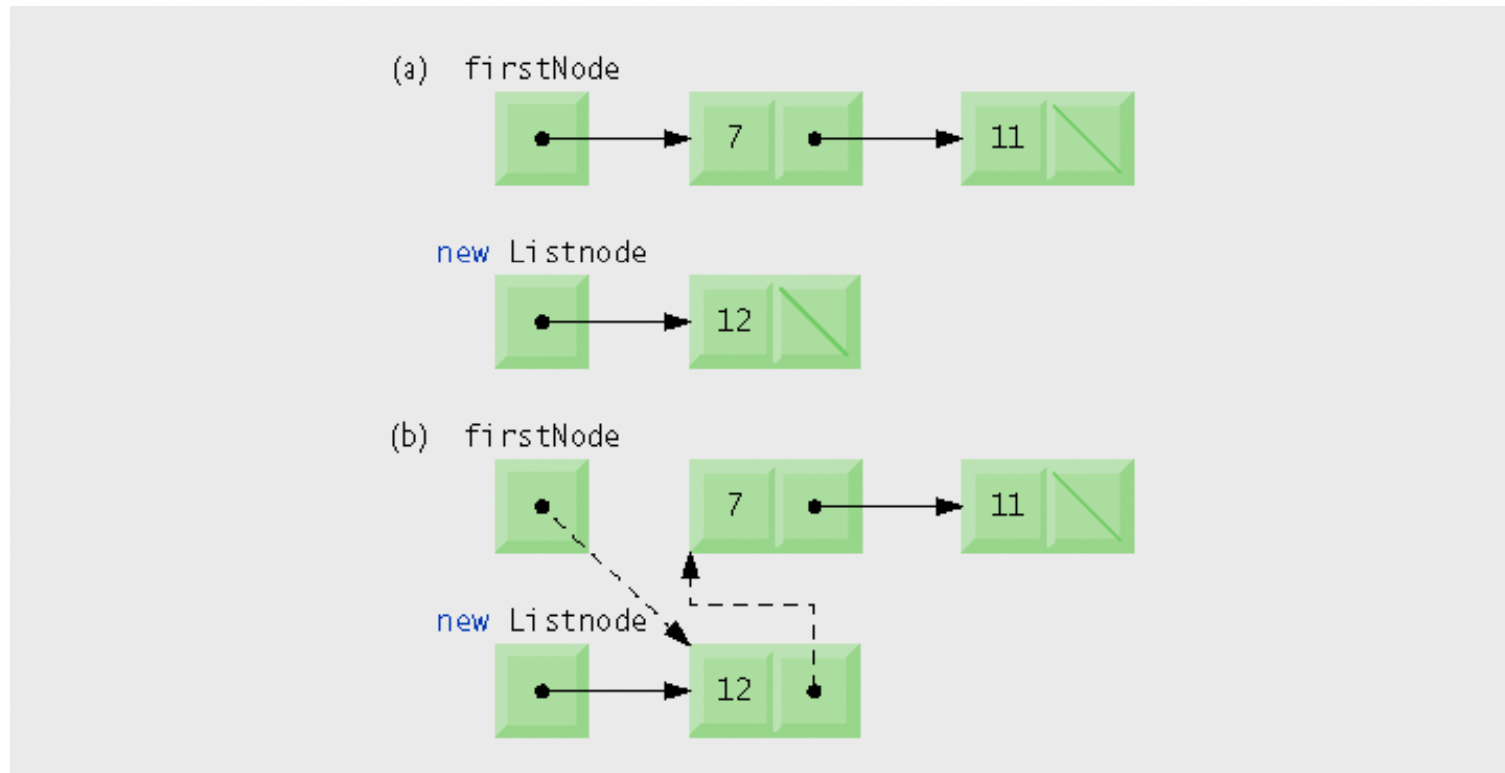 (a) firstNode
7 11
new Listnode
12
(b) firstNode
7 11
new Listnode
12